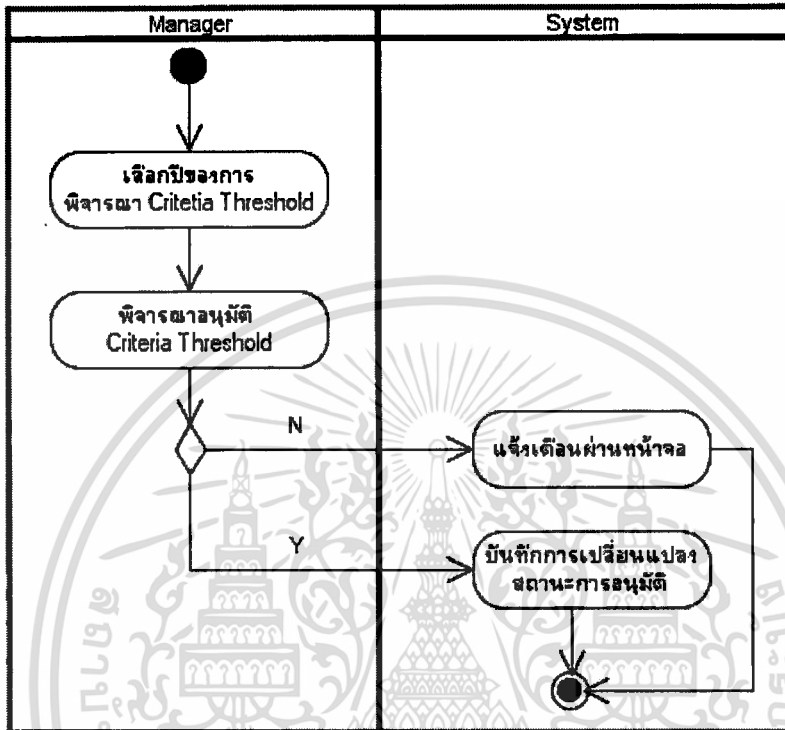 Manager
System
เลือกปีของการ
พิจารณา Critetia Threshold
พิจารณาอนุมัติ
Criteria Threshold
N
แจ้งเตือนผ่านหน้าจอ
Y
บันทึกการเปลี่ยนแปลง
สถานะการอนุมัติ